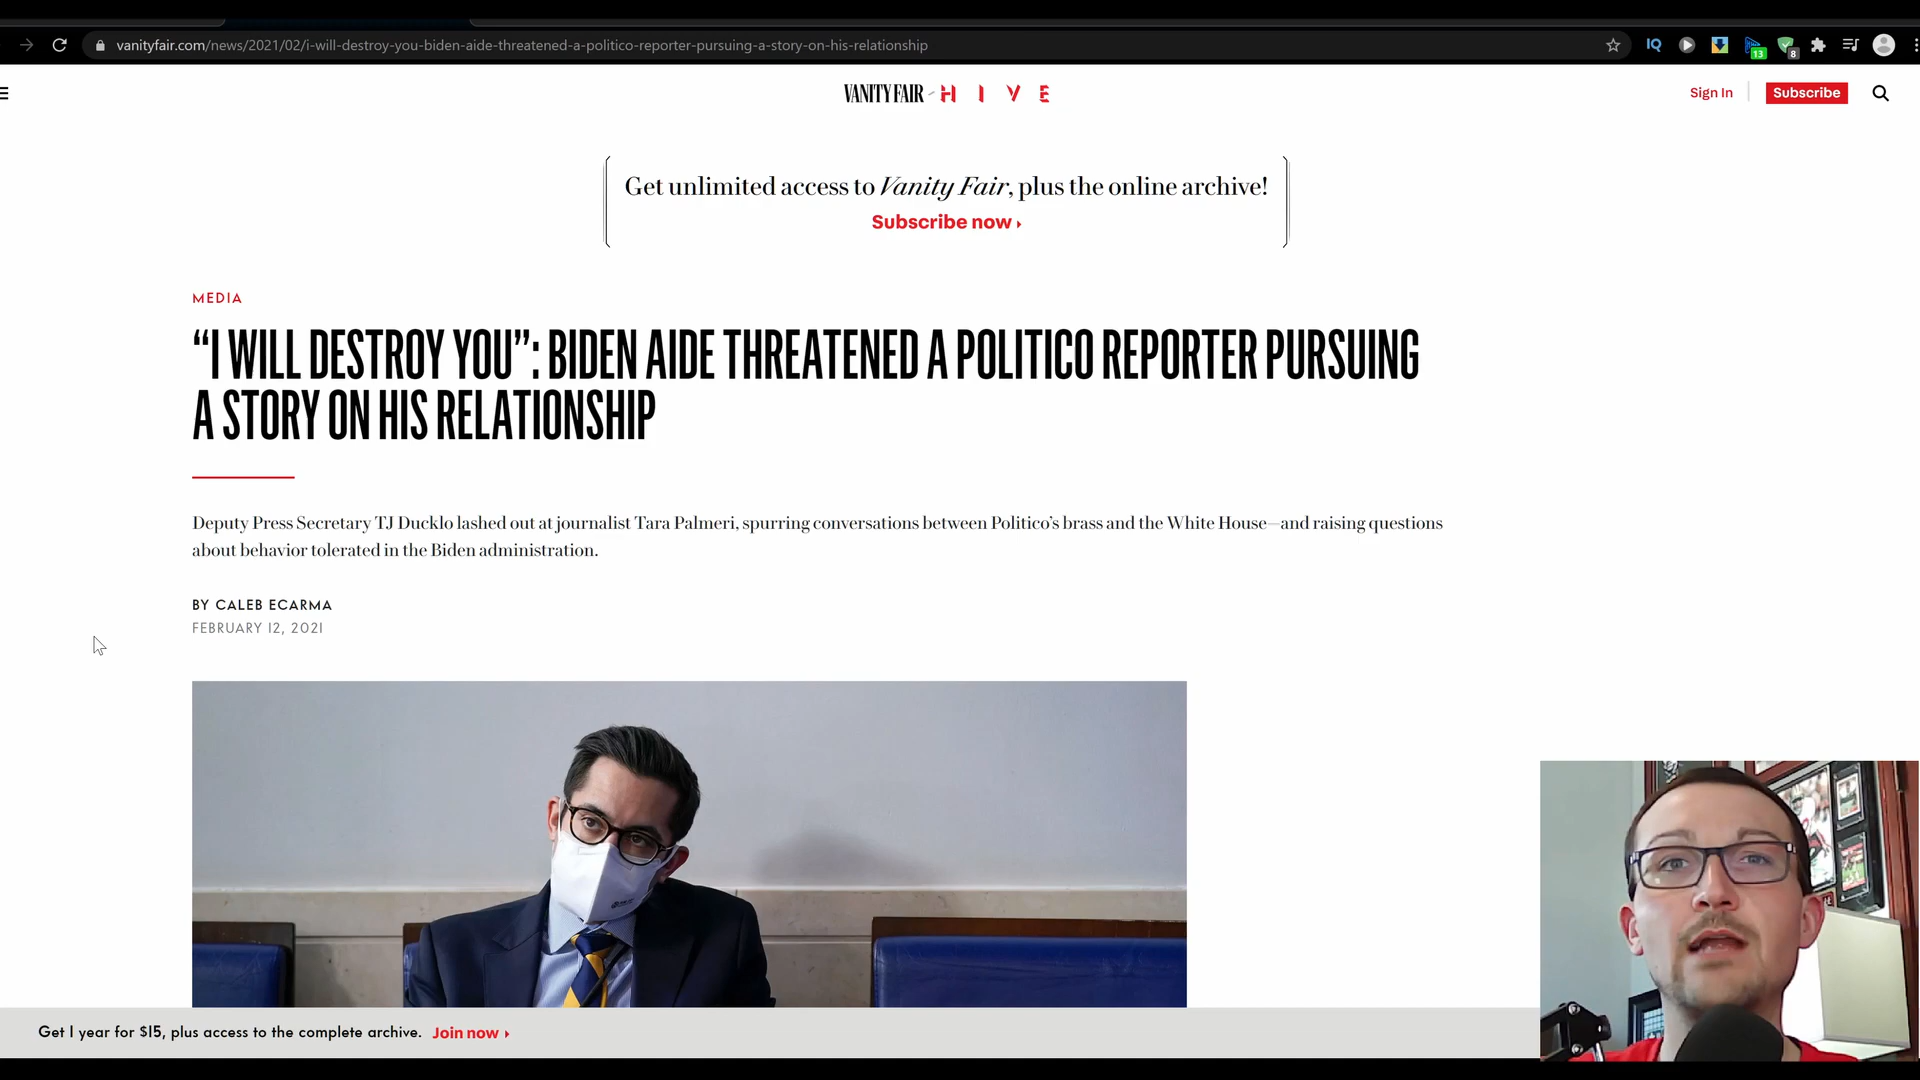 vanityfair.com/news/2021/02/i-will-destroy-you-biden-aide-threatened-a-politico-reporter-pursuing-a-story-on-his-relationship
IQ
13
8
VANITY FAIR HIVE
Sign In
Subscribe
Get unlimited access to Vanity Fair, plus the online archive!
Subscribe now
MEDIA
“I WILL DESTROY YOU”: BIDEN AIDE THREATENED A POLITICO REPORTER PURSUING
A STORY ON HIS RELATIONSHIP
Deputy Press Secretary TJ Ducklo lashed out at journalist Tara Palmeri, spurring conversations between Politico’s brass and the White House—and raising questions
about behavior tolerated in the Biden administration.
BY CALEB ECARMA
FEBRUARY 12, 2021
Get 1 year for $15, plus access to the complete archive. Join now